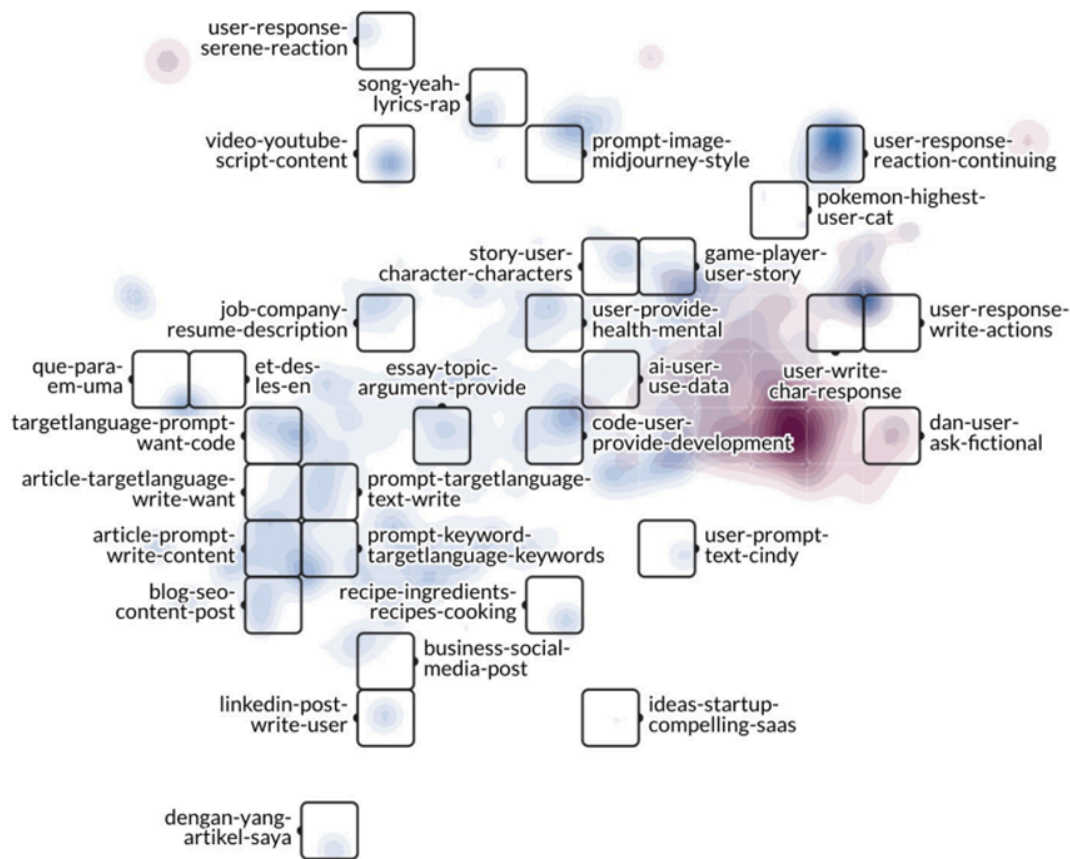 user-response-
serene-reaction
song-yeah-
lyrics-rap
video-youtube-
script-content
prompt-image-
midjourney-style
user-response-
reaction-continuing
pokemon-highest-
user-cat
story-user-
character-characters
game-player-
user-story
job-company-
resume-description
user-provide-
health-mental
user-response-
write-actions
que-para-
em-uma
et-des-
les-en
essay-topic-
argument-provide
ai-user-
use-data
user-write-
char-response
targetlanguage-prompt-
want-code
code-user-
provide-development
dan-user-
ask-fictional
article-targetlanguage-
write-want
prompt-targetlanguage-
text-write
article-prompt-
write-content
prompt-keyword-
targetlanguage-keywords
user-prompt-
text-cindy
blog-seo-
content-post
recipe-ingredients-
recipes-cooking
business-social-
media-post
linkedin-post-
write-user
ideas-startup-
compelling-saas
dengan-yang-
artikel-saya